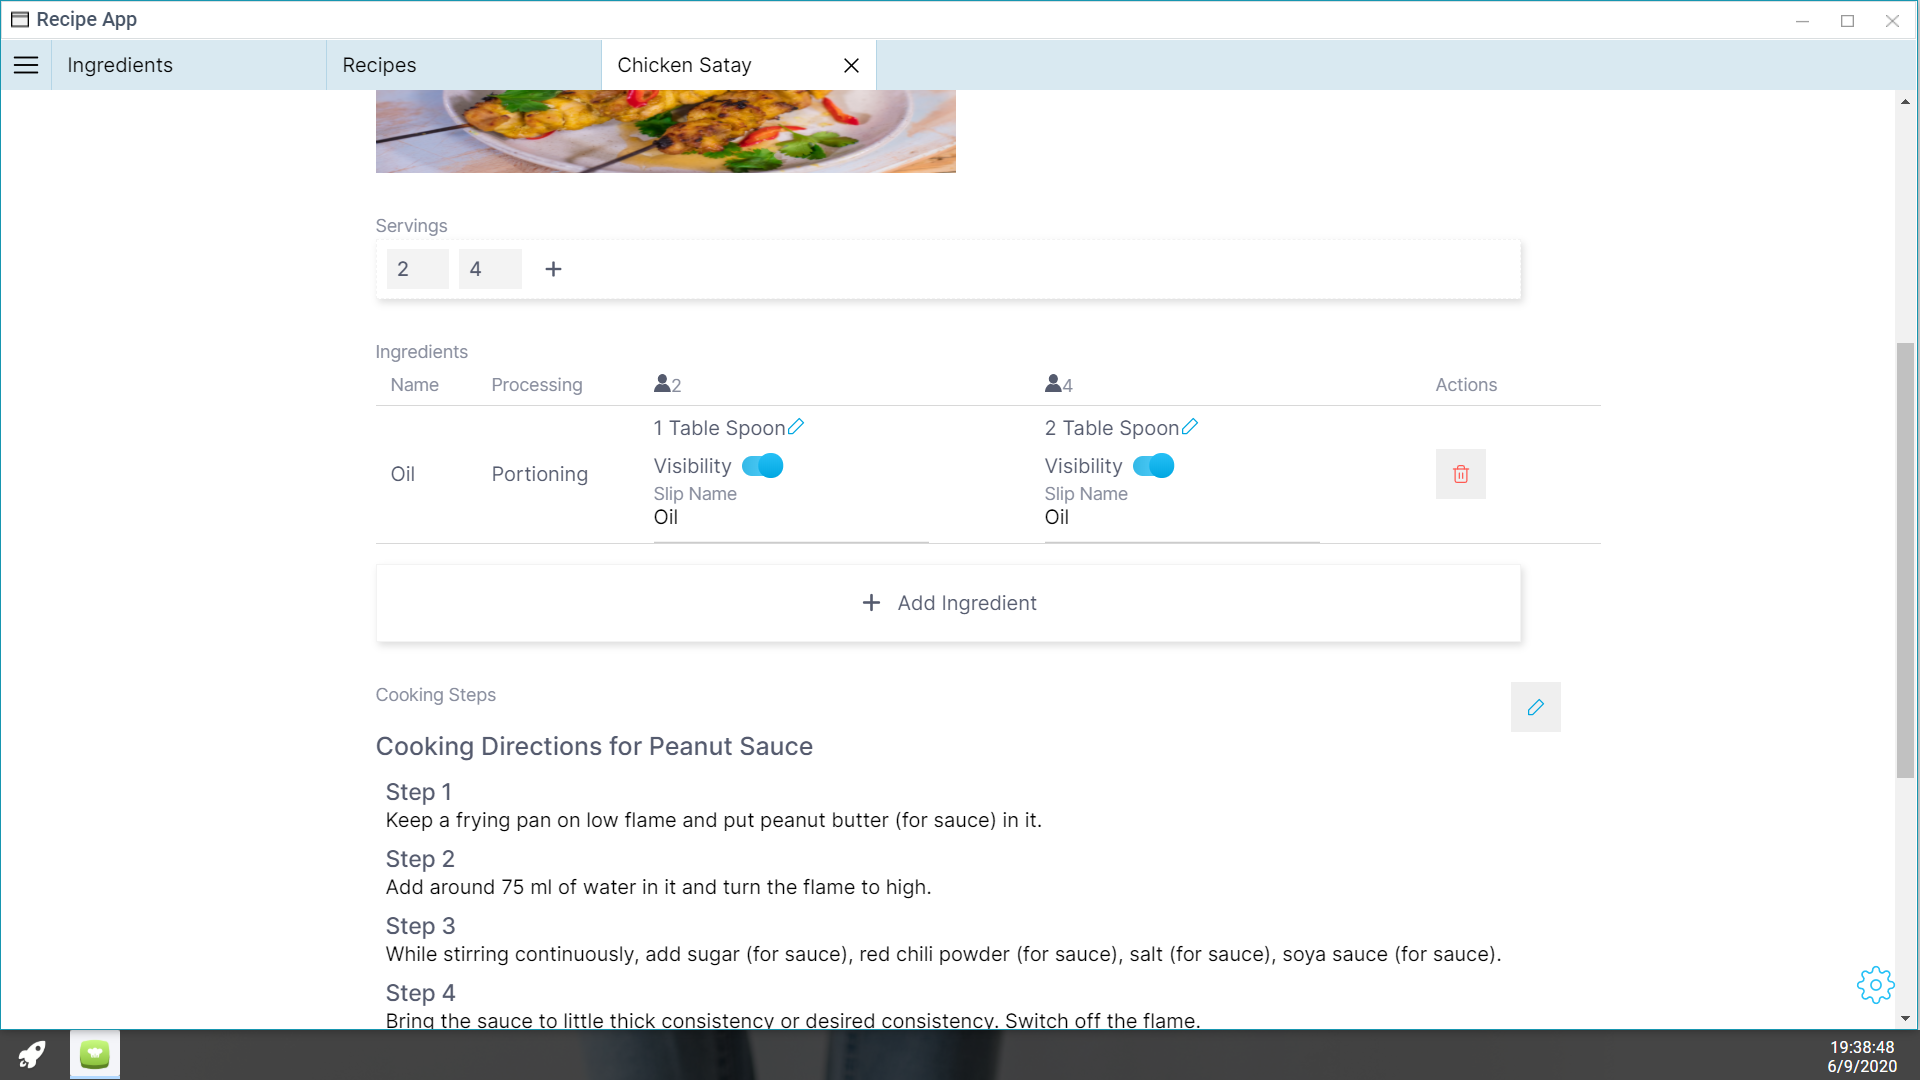 Recipe App
Ingredients Recipes Chicken Satay
Servings
2 4
Ingredients
Name Processing 2 4 Actions
1 Table Spoon 2 Table Spoon
Visibility Visibility
Oil Portioning
Slip Name Slip Name
Oil Oil
Add Ingredient
Cooking Steps
Cooking Directions for Peanut Sauce
Step 1
Keep a frying pan on low flame and put peanut butter (for sauce) in it.
Step 2
Add around 75 ml of water in it and turn the flame to high.
Step 3
While stirring continuously, add sugar (for sauce), red chili powder (for sauce), salt (for sauce), soya sauce (for sauce).
Step 4
Bring the sauce to little thick consistency or desired consistency. Switch off the flame.
19:38:48
6/9/2020